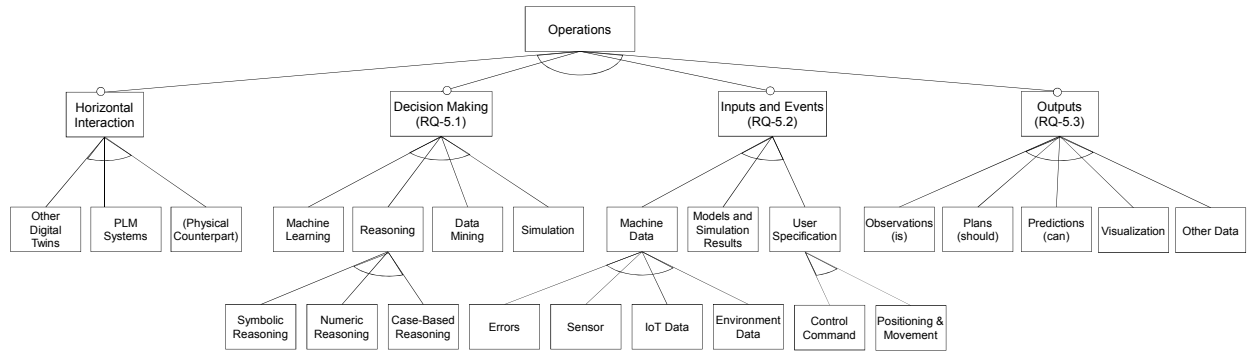 Operations
Horizontal
Interaction
Decision Making
(RQ-5.1)
Inputs and Events
(RQ-5.2)
Outputs
(RQ-5.3)
Other
Digital
Twins
PLM
Systems
(Physical
Counterpart)
Machine
Learning
Reasoning
Data
Mining
Simulation
Machine
Data
Models and
Simulation
Results
User
Specification
Observations
(is)
Plans
(should)
Predictions
(can)
Visualization
Other Data
Symbolic
Reasoning
Numeric
Reasoning
Case-Based
Reasoning
Errors
Sensor
IoT Data
Environment
Data
Control
Command
Positioning &
Movement